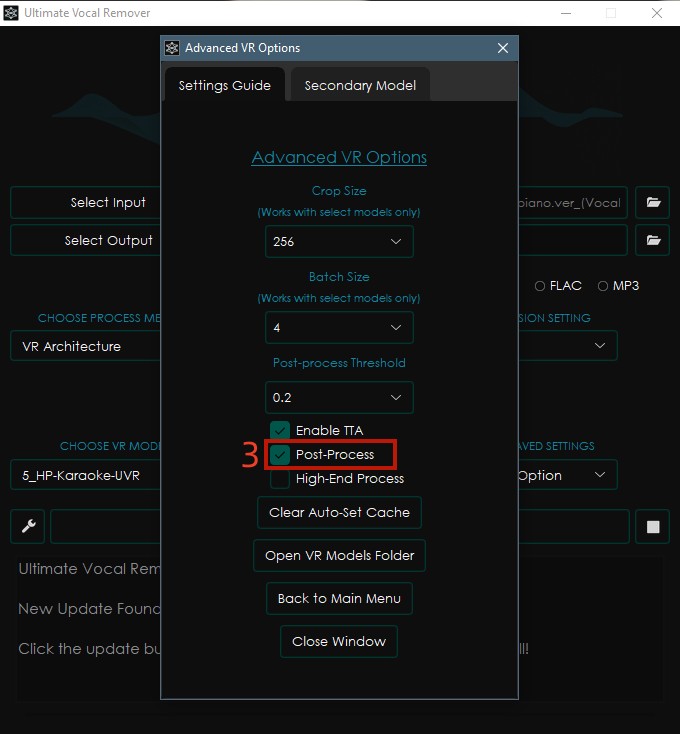 Ultimate Vocal Remover
Advanced VR Options
Settings Guide
Secondary Model
Advanced VR Options
Crop Size
(Works with select models only)
256
Batch Size
(Works with select models only)
4
Post-process Threshold
0.2
Enable TTA
3
Post-Process
High-End Process
Clear Auto-Set Cache
Open VR Models Folder
Back to Main Menu
Close Window
Select Input
piano.ver_(Vocal
Select Output
FLAC
MP3
CHOOSE PROCESS ME
SION SETTING
VR Architecture
CHOOSE VR MOD
AVED SETTINGS
5_HP-Karaoke-UVR
Option
Ultimate Vocal Rem
New Update Found
Click the update bu
ll!